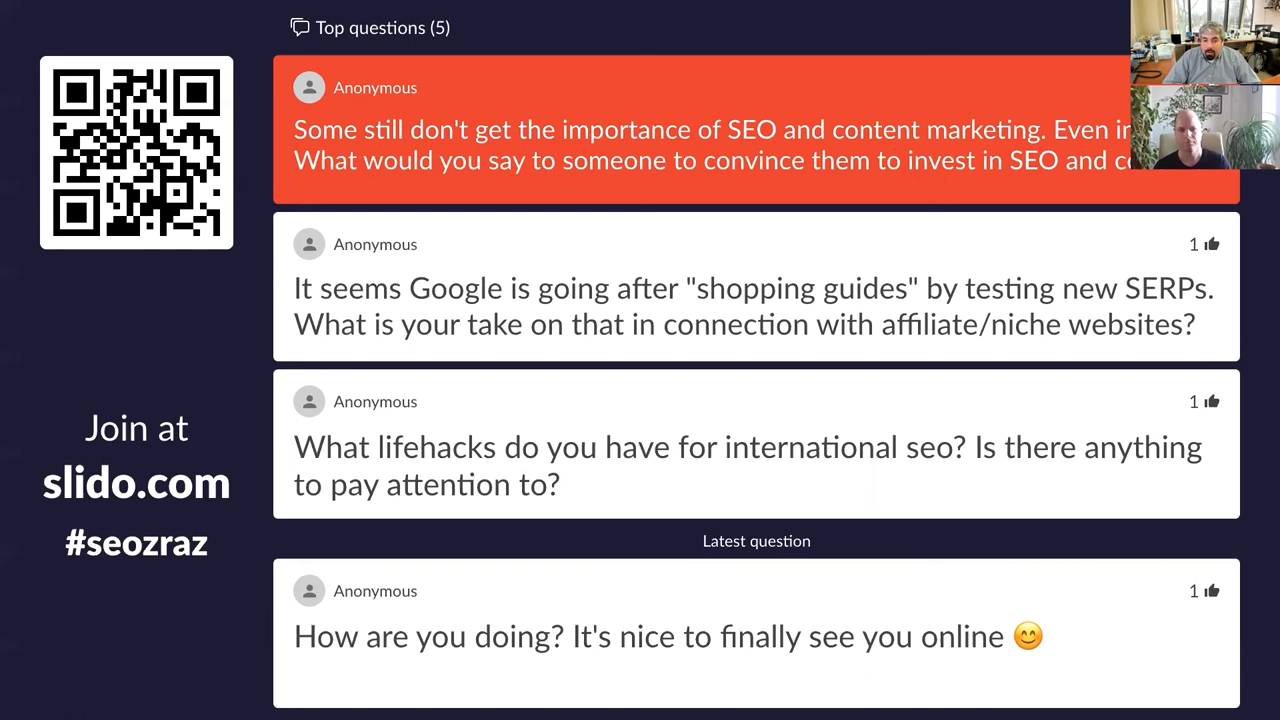 Top questions (5)
Anonymous
Some still don't get the importance of SEO and content marketing. Even
What would you say to someone to convince them to invest in SEO and
Anonymous
1
It seems Google is going after "shopping guides" by testing new SERPs.
What is your take on that in connection with affiliate/niche websites?
Anonymous
1
What lifehacks do you have for international seo? Is there anything
to pay attention to?
Join at
slido.com
#seozraz
Latest question
Anonymous
1
How are you doing? It's nice to finally see you online 😊